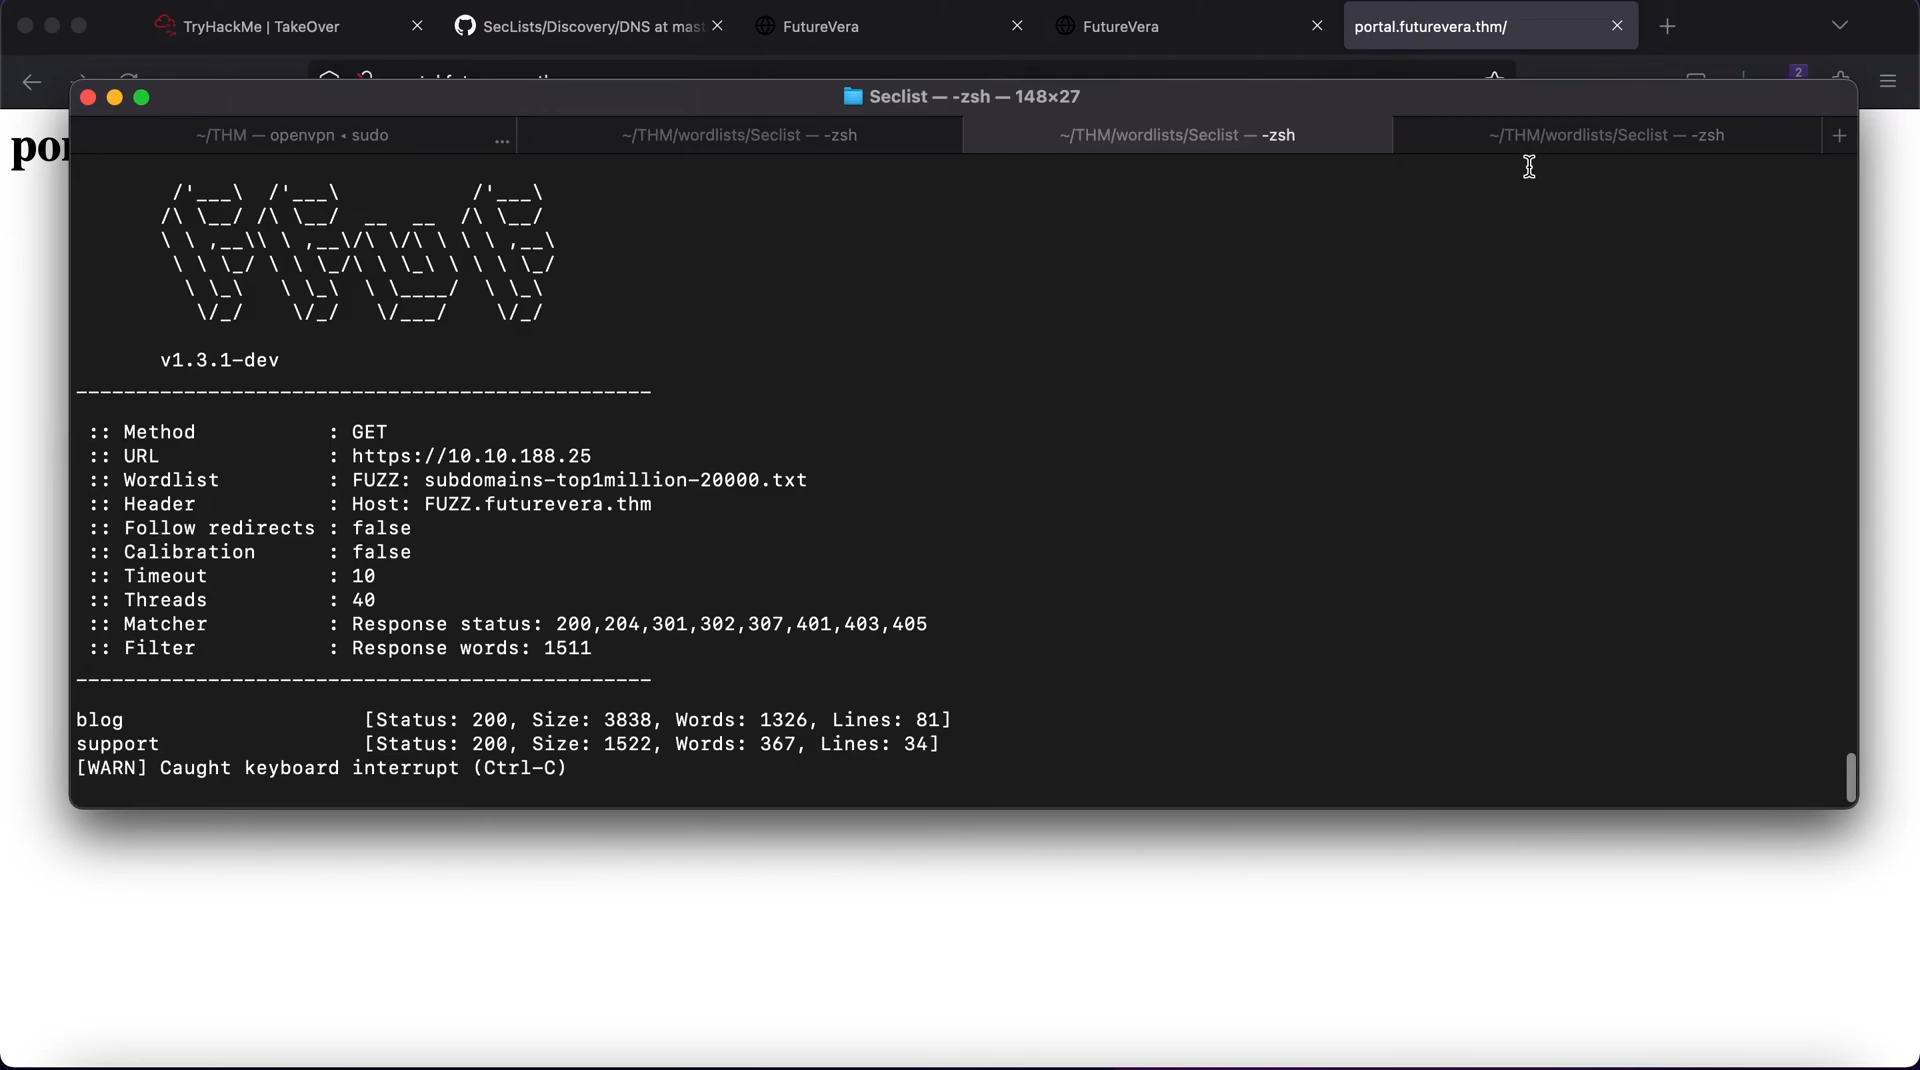 TryHackMe | TakeOver
SecLists/Discovery/DNS at mast
FutureVera
FutureVera
portal.futurevera.thm/
2
Seclist — -zsh — 148×27
~/THM — openvpn ◂ sudo ...
~/THM/wordlists/Seclist — -zsh
~/THM/wordlists/Seclist — -zsh
~/THM/wordlists/Seclist — -zsh
por
v1.3.1-dev
________________________________________________
:: Method : GET
:: URL : https://10.10.188.25
:: Wordlist : FUZZ: subdomains-top1million-20000.txt
:: Header : Host: FUZZ.futurevera.thm
:: Follow redirects : false
:: Calibration : false
:: Timeout : 10
:: Threads : 40
:: Matcher : Response status: 200,204,301,302,307,401,403,405
:: Filter : Response words: 1511
________________________________________________
blog [Status: 200, Size: 3838, Words: 1326, Lines: 81]
support [Status: 200, Size: 1522, Words: 367, Lines: 34]
[WARN] Caught keyboard interrupt (Ctrl-C)